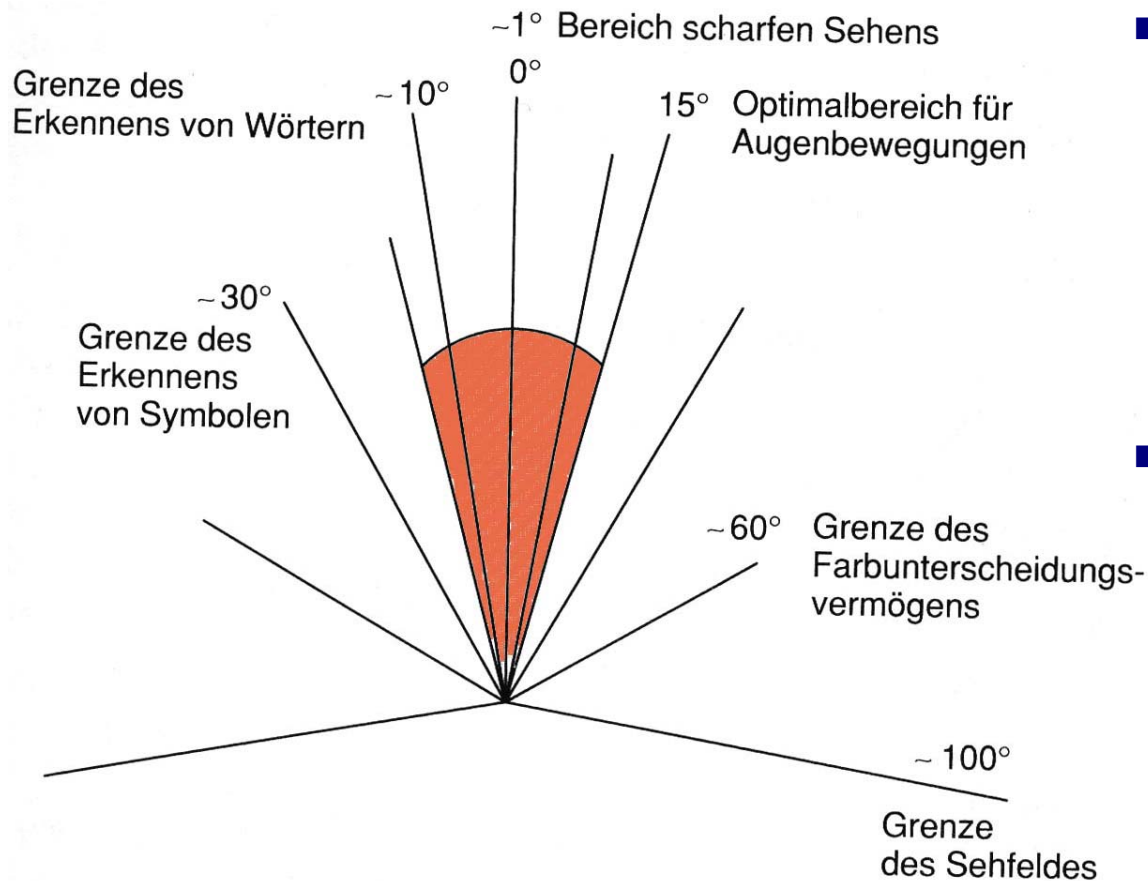 ~1° Bereich scharfen Sehens
0°
Grenze des
Erkennens von Wörtern
~10°
15° Optimalbereich für
Augenbewegungen
~30°
Grenze des
Erkennens
von Symbolen
~60° Grenze des
Farbunterscheidungs-
vermögens
~100°
Grenze
des Sehfeldes